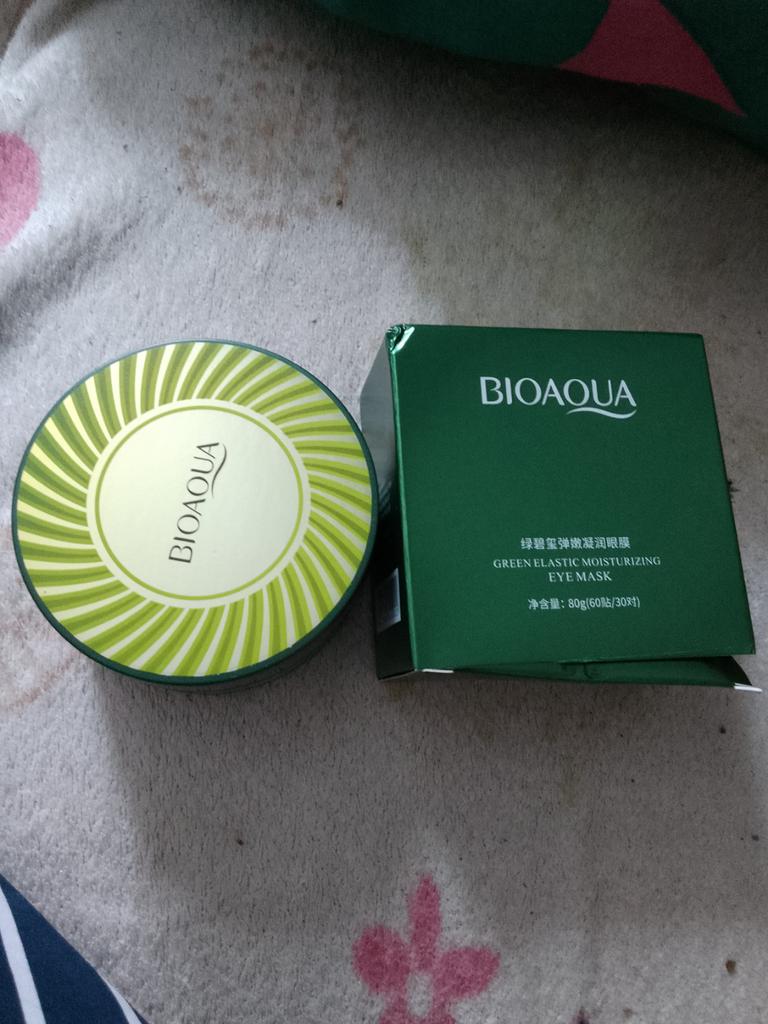 BIOAQUA
BIOAQUA
绿碧玺弹嫩凝润眼膜
GREEN ELASTIC MOISTURIZING
EYE MASK
净含量：80g(60贴/30对)